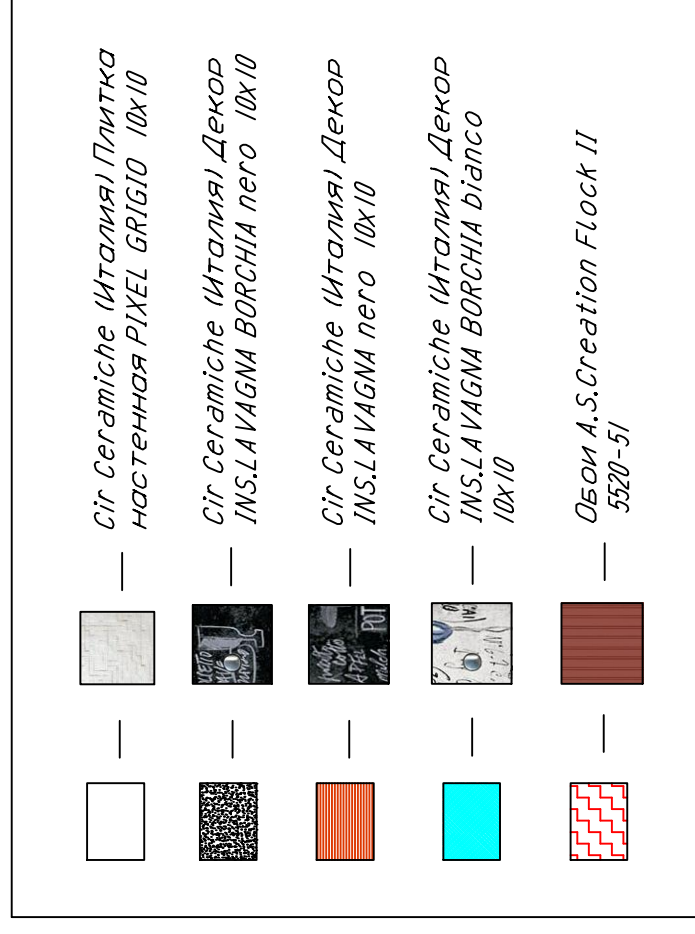 Cir Ceramiche (Италия) Плитка
настенная PIXEL GRIGIO 10x10
Cir Ceramiche (Италия) Декор
INS.LAVAGNA BORCHIA nero 10x10
Cir Ceramiche (Италия) Декор
INS.LAVAGNA nero 10x10
Cir Ceramiche (Италия) Декор
INS.LAVAGNA BORCHIA bianco
10x10
Обои A.S.Creation Flock II
5520-51
POT